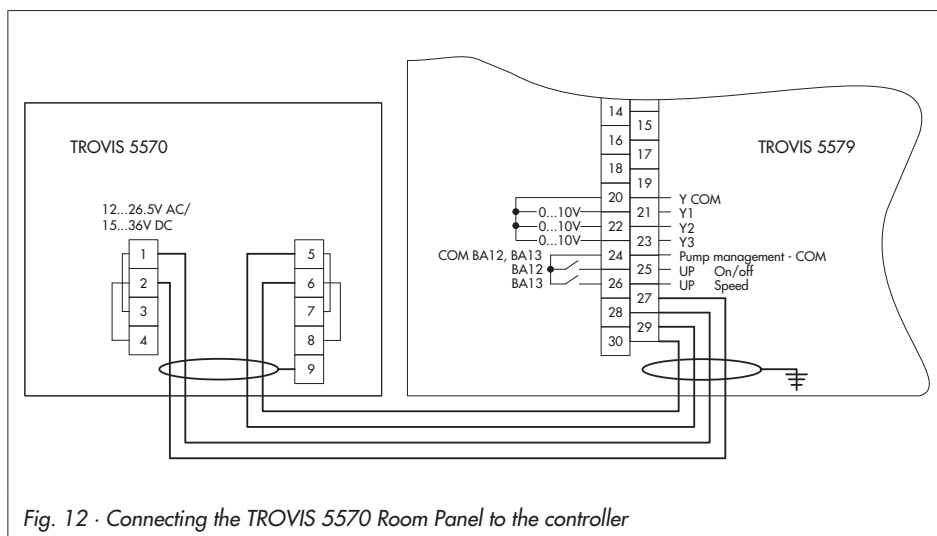 TROVIS 5570
12...26.5V AC/
15...36V DC
1
2
3
4
5
6
7
8
9
TROVIS 5579
14
15
16
17
18
19
20
21
22
23
24
25
26
27
28
29
30
0...10V
0...10V
0...10V
COM BA12, BA13
BA12
BA13
Y COM
Y1
Y2
Y3
Pump management - COM
UP On/off
UP Speed
Fig. 12 · Connecting the TROVIS 5570 Room Panel to the controller